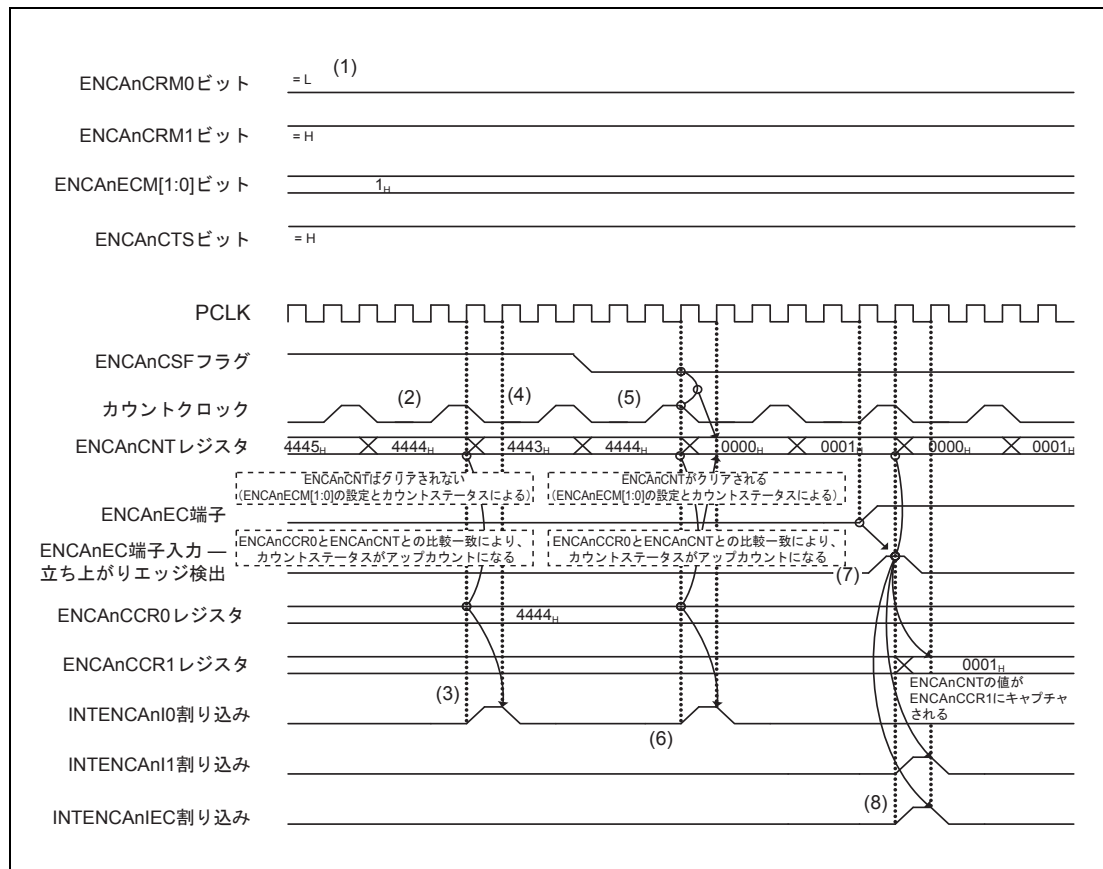 (1)
ENCAnCRM0ビット = L
ENCAnCRM1ビット = H
ENCAnECM[1:0]ビット 1H
ENCAnCTSビット = H
PCLK
ENCAnCSFフラグ
カウントクロック (2) (4) (5)
ENCAnCNTレジスタ 4445H 4444H 4443H 4444H 0000H 0001H 0000H 0001H
ENCAnCNTはクリアされない
(ENCAnECM[1:0]の設定とカウントステータスによる)
ENCAnCNTがクリアされる
(ENCAnECM[1:0]の設定とカウントステータスによる)
ENCAnEC端子
ENCAnCCR0とENCAnCNTとの比較一致により、
カウントステータスがアップカウントになる
ENCAnCCR0とENCAnCNTとの比較一致により、
カウントステータスがアップカウントになる
ENCAnEC端子入力 ―
立ち上がりエッジ検出
(7)
ENCAnCCR0レジスタ 4444H
ENCAnCCR1レジスタ 0001H
ENCAnCNTの値が
ENCAnCCR1にキャプチャ
される
(3)
INTENCAnI0割り込み
(6)
INTENCAnI1割り込み
(8)
INTENCAnIEC割り込み